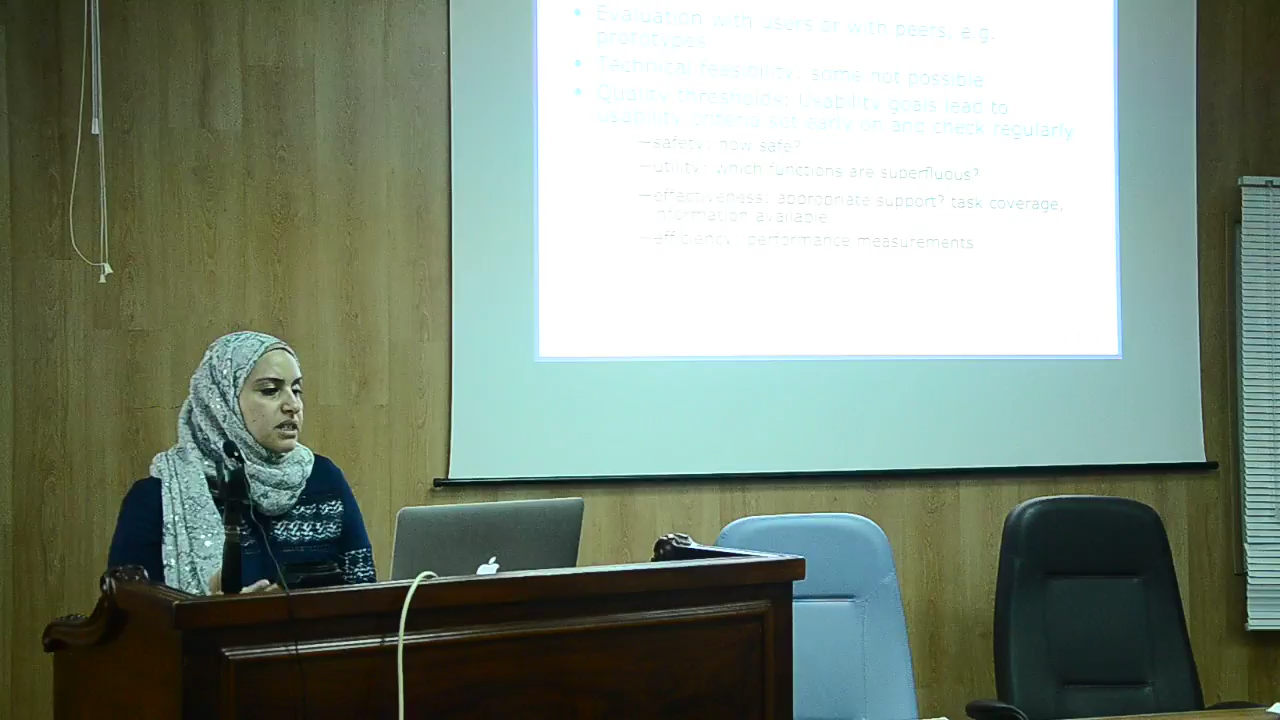 • Evaluation with users or with peers, e.g.
prototypes
• Technical feasibility: some not possible
• Quality thresholds: Usability goals lead to
usability criteria set early on and check regularly
—safety: how safe?
—utility: which functions are superfluous?
—effectiveness: appropriate support? task coverage,
information available
—efficiency: performance measurements